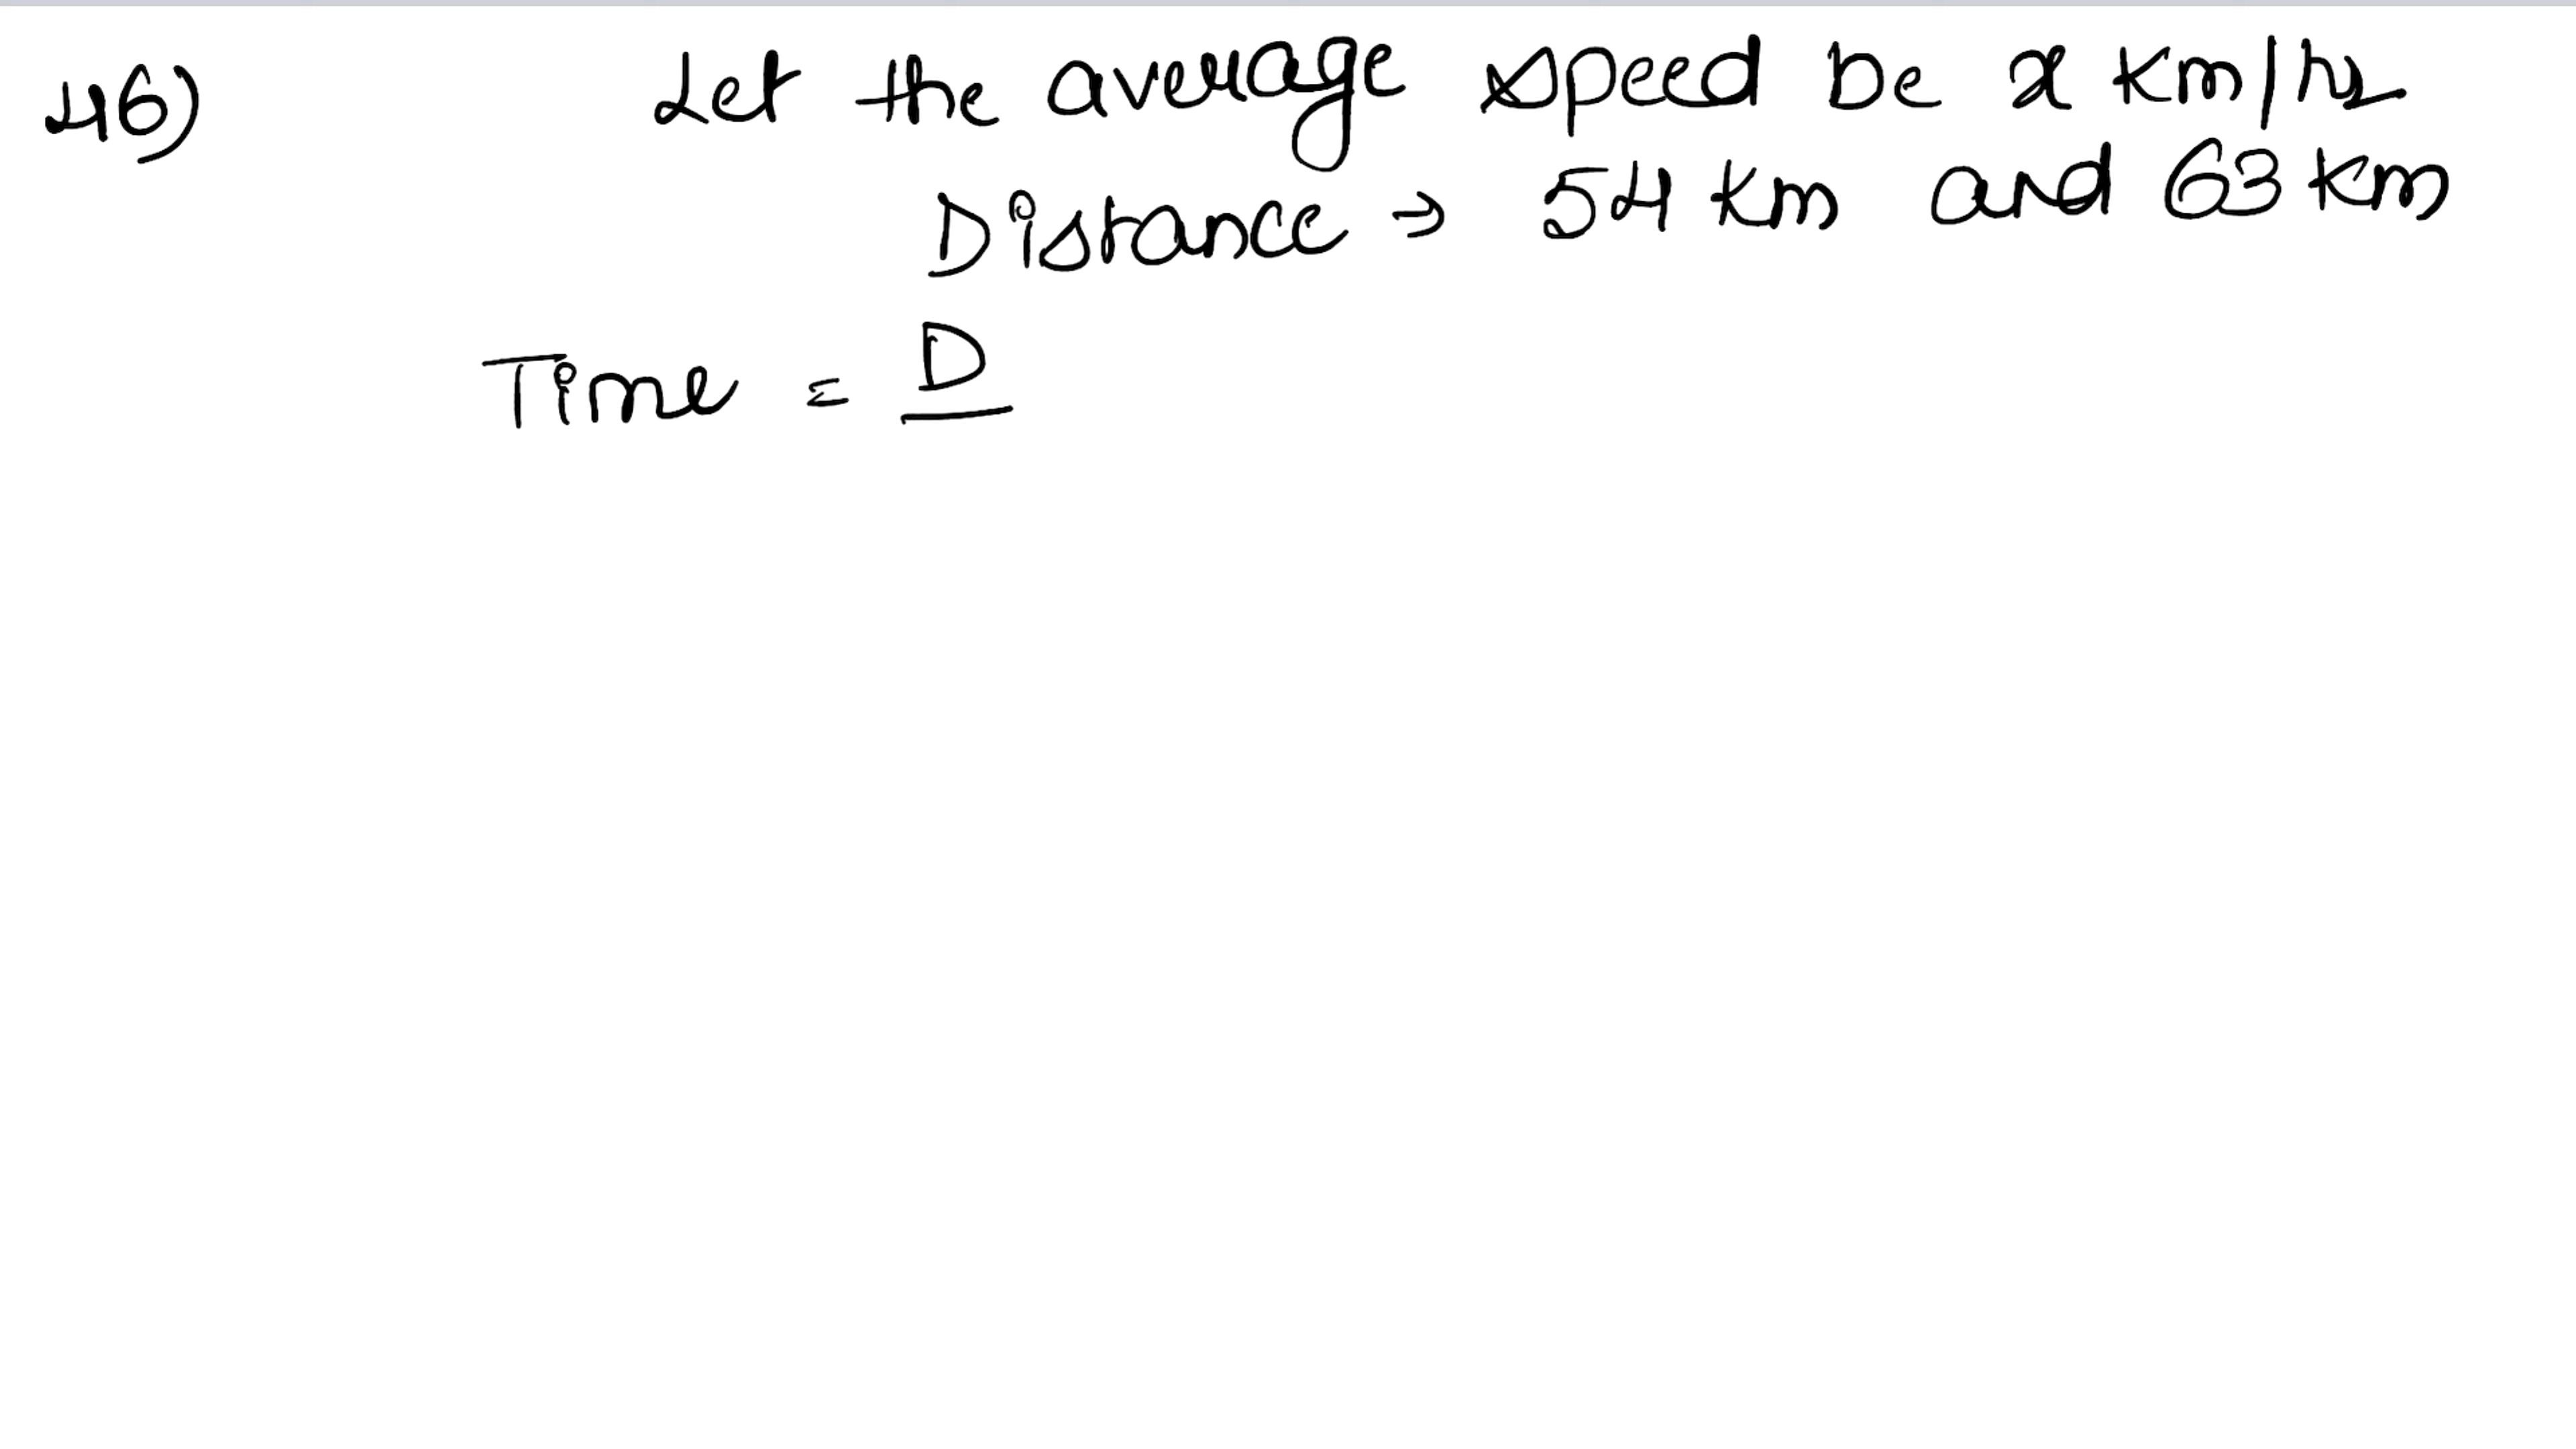 46) Let the average speed be x km/hr
Distance → 54 km and 63 km
Time = D